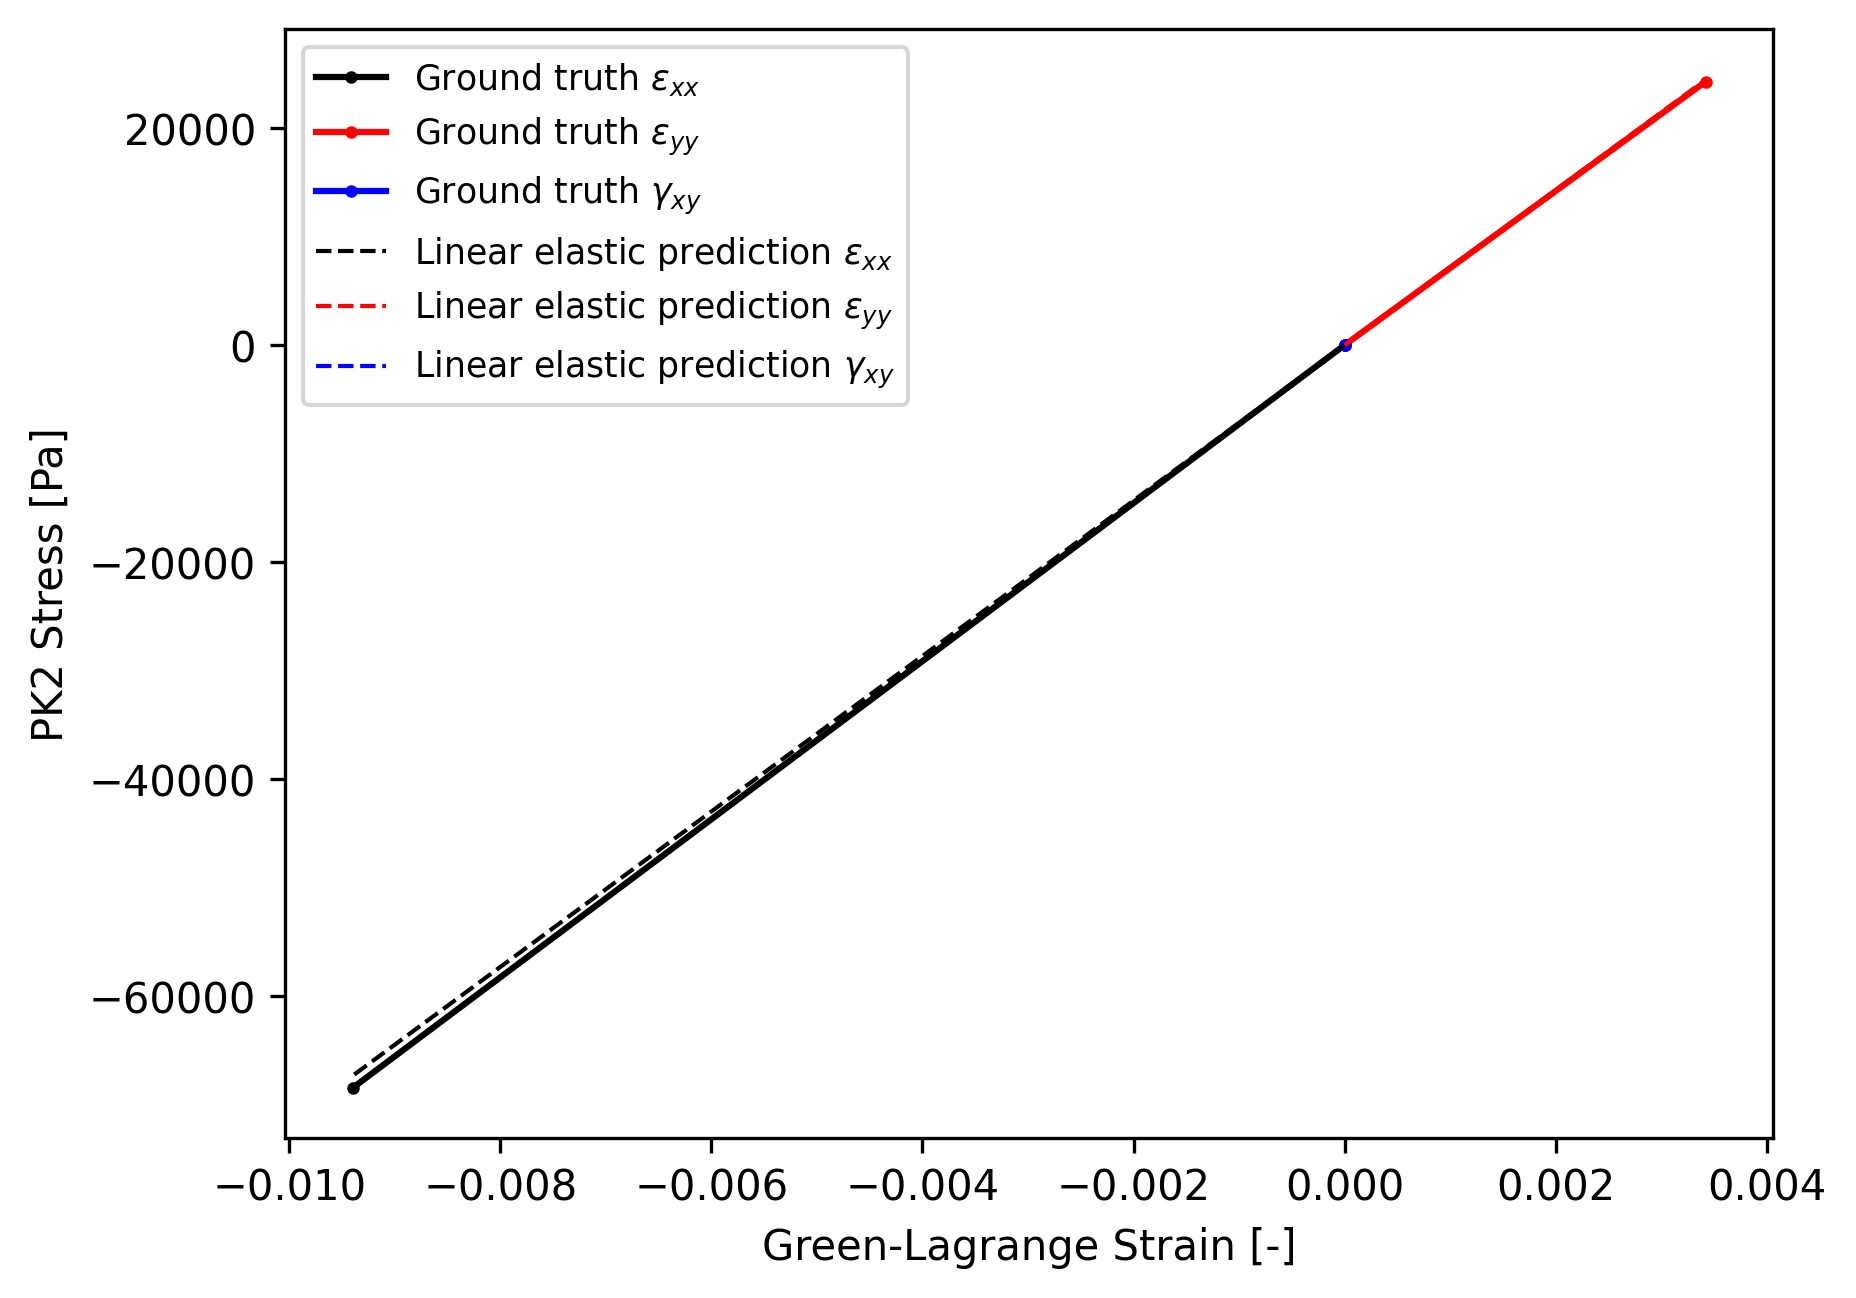 Ground truth εxx
Ground truth εyy
Ground truth γxy
Linear elastic prediction εxx
Linear elastic prediction εyy
Linear elastic prediction γxy
20000
0
−20000
−40000
−60000
PK2 Stress [Pa]
−0.010 −0.008 −0.006 −0.004 −0.002 0.000 0.002 0.004
Green-Lagrange Strain [-]